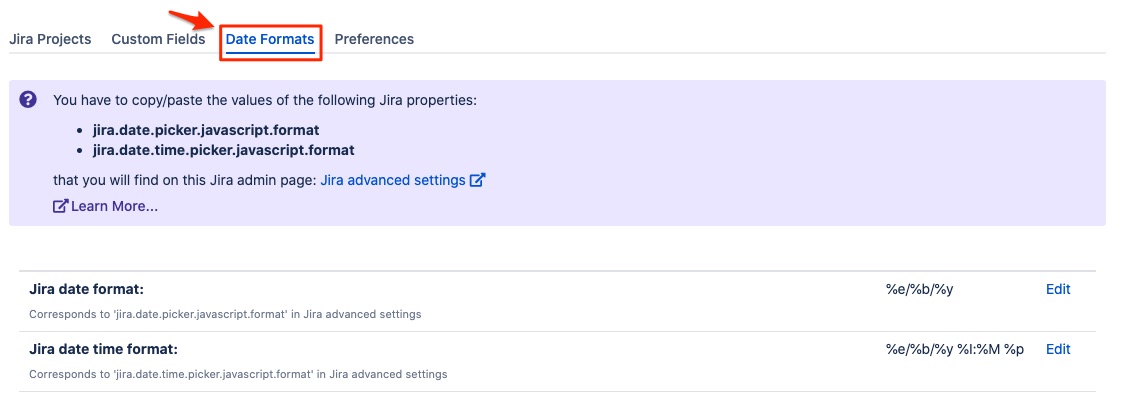 Jira Projects Custom Fields Date Formats Preferences
? You have to copy/paste the values of the following Jira properties:
• jira.date.picker.javascript.format
• jira.date.time.picker.javascript.format
that you will find on this Jira admin page: Jira advanced settings
Learn More...
Jira date format: %e/%b/%y Edit
Corresponds to 'jira.date.picker.javascript.format' in Jira advanced settings
Jira date time format: %e/%b/%y %I:%M %p Edit
Corresponds to 'jira.date.time.picker.javascript.format' in Jira advanced settings